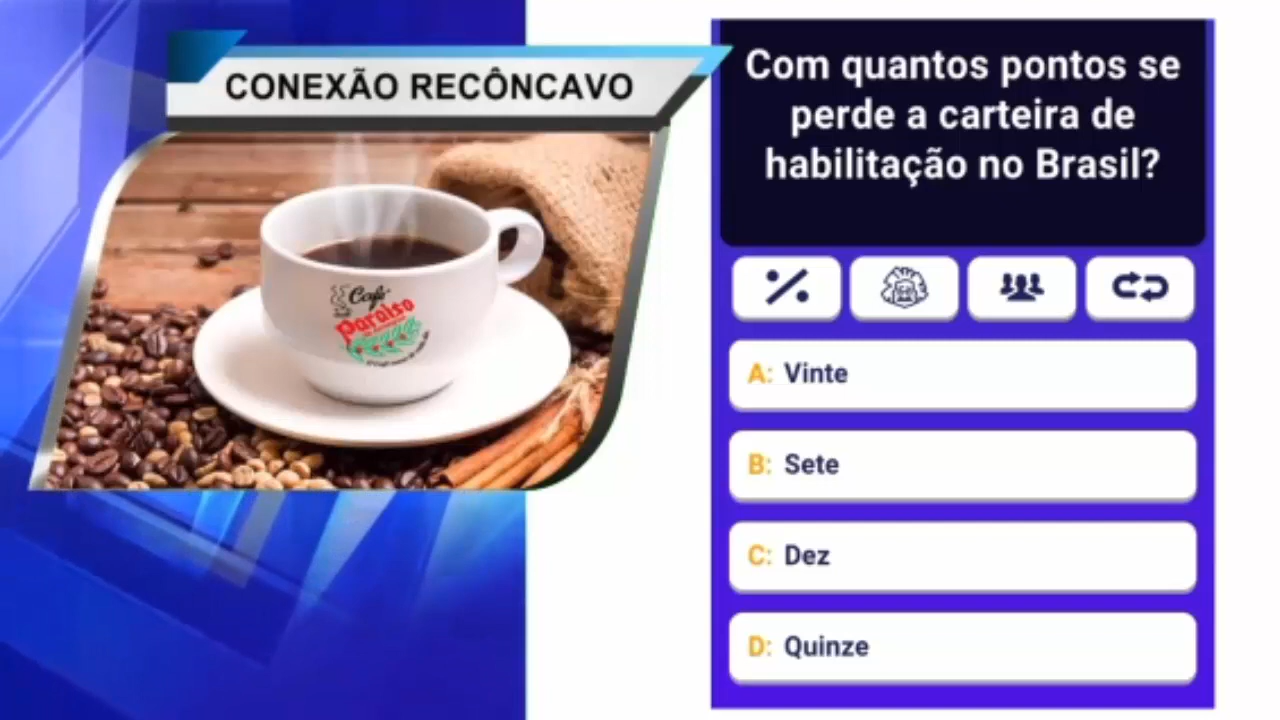 CONEXÃO RECÔNCAVO
Café
Paraíso
Com quantos pontos se
perde a carteira de
habilitação no Brasil?
A: Vinte
B: Sete
C: Dez
D: Quinze